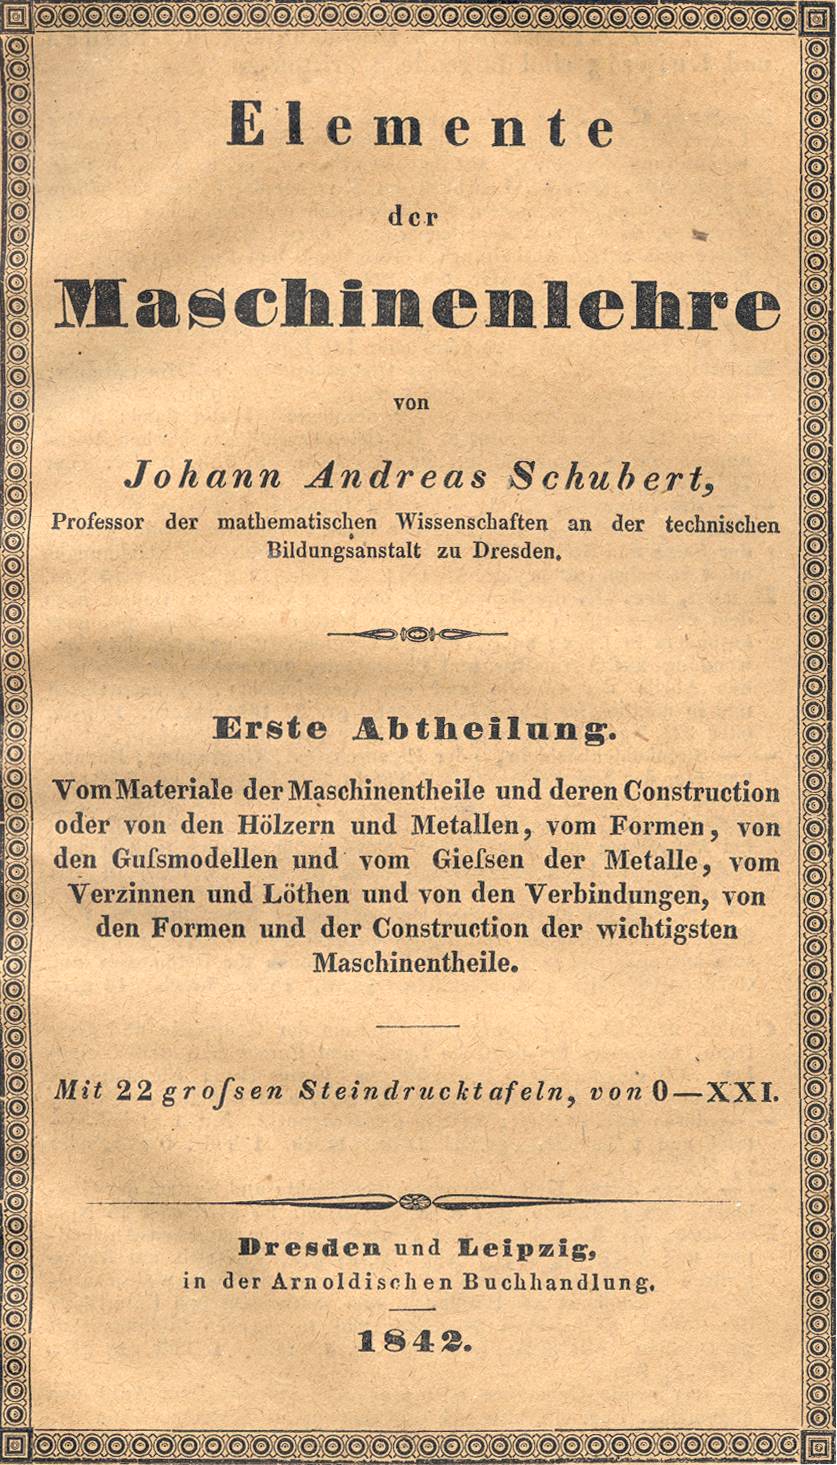 Elemente
der
Maschinenlehre
von
Johann Andreas Schubert,
Professor der mathematischen Wissenschaften an der technischen
Bildungsanstalt zu Dresden.
Erste Abtheilung.
Vom Materiale der Maschinentheile und deren Construction
oder von den Hölzern und Metallen, vom Formen, von
den Guſsmodellen und vom Gieſsen der Metalle, vom
Verzinnen und Löthen und von den Verbindungen, von
den Formen und der Construction der wichtigsten
Maschinentheile.
Mit 22 groſsen Steindrucktafeln, von 0—XXI.
Dresden und Leipzig,
in der Arnoldischen Buchhandlung.
1842.